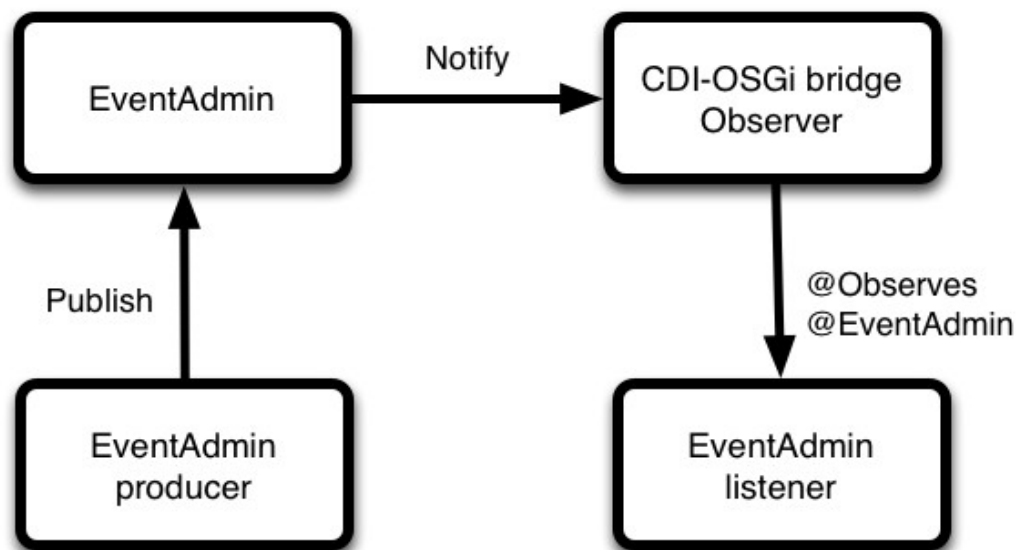 EventAdmin
Notify
CDI-OSGi bridge
Observer
Publish
@Observes
@EventAdmin
EventAdmin
producer
EventAdmin
listener